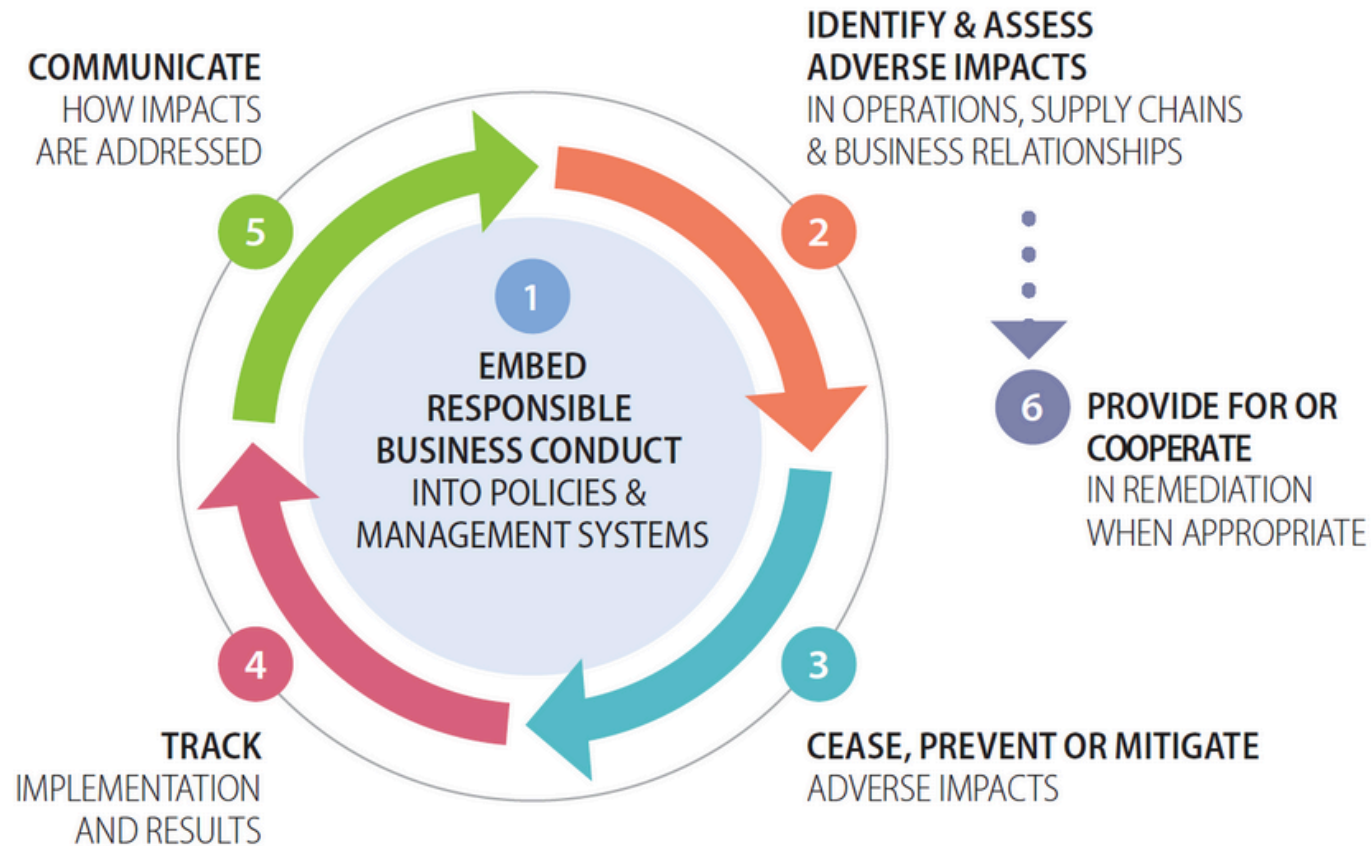 1
EMBED
RESPONSIBLE
BUSINESS CONDUCT
INTO POLICIES &
MANAGEMENT SYSTEMS
2
IDENTIFY & ASSESS
ADVERSE IMPACTS
IN OPERATIONS, SUPPLY CHAINS
& BUSINESS RELATIONSHIPS
3
CEASE, PREVENT OR MITIGATE
ADVERSE IMPACTS
4
TRACK
IMPLEMENTATION
AND RESULTS
5
COMMUNICATE
HOW IMPACTS
ARE ADDRESSED
6
PROVIDE FOR OR
COOPERATE
IN REMEDIATION
WHEN APPROPRIATE